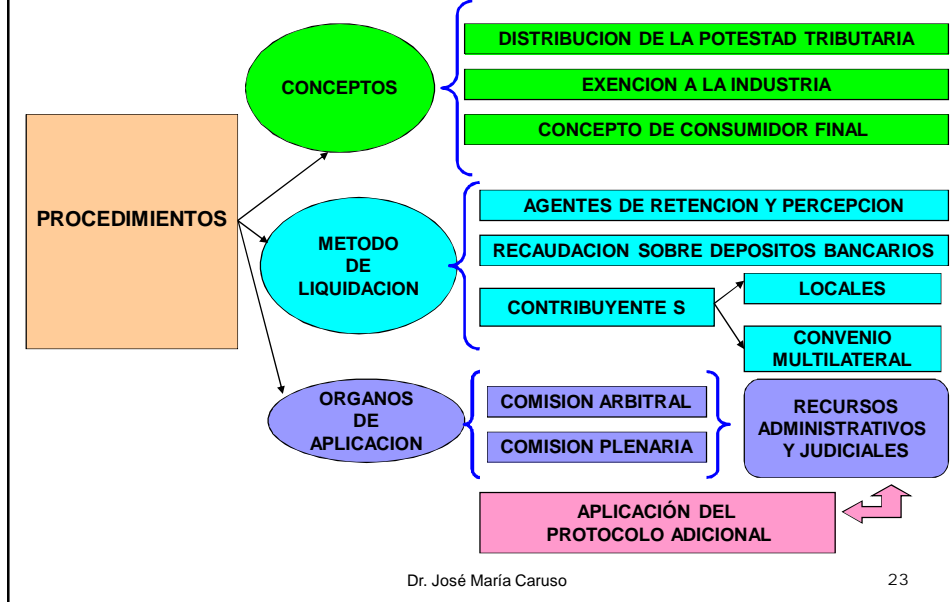 PROCEDIMIENTOS
CONCEPTOS
DISTRIBUCION DE LA POTESTAD TRIBUTARIA
EXENCION A LA INDUSTRIA
CONCEPTO DE CONSUMIDOR FINAL
METODO
DE
LIQUIDACION
AGENTES DE RETENCION Y PERCEPCION
RECAUDACION SOBRE DEPOSITOS BANCARIOS
CONTRIBUYENTE S
LOCALES
CONVENIO
MULTILATERAL
ORGANOS
DE
APLICACION
COMISION ARBITRAL
COMISION PLENARIA
RECURSOS
ADMINISTRATIVOS
Y JUDICIALES
APLICACIÓN DEL
PROTOCOLO ADICIONAL
Dr. José María Caruso
23